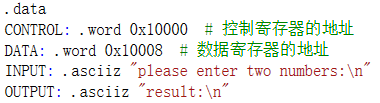 .data
CONTROL: .word 0x10000  # 控制寄存器的地址
DATA: .word 0x10008  # 数据寄存器的地址
INPUT: .asciiz "please enter two numbers:\n"
OUTPUT: .asciiz "result:\n"